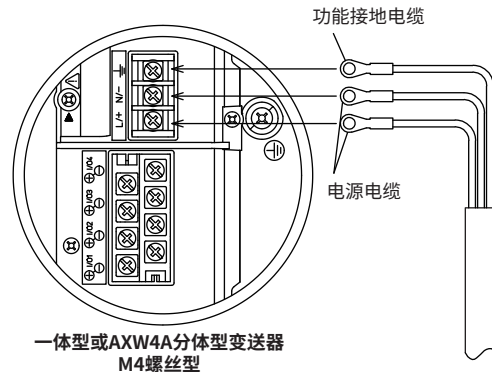 功能接地电缆
N/-
L/+
电源电缆
I/O4
I/O3
I/O2
I/O1
一体型或AXW4A分体型变送器
M4螺丝型